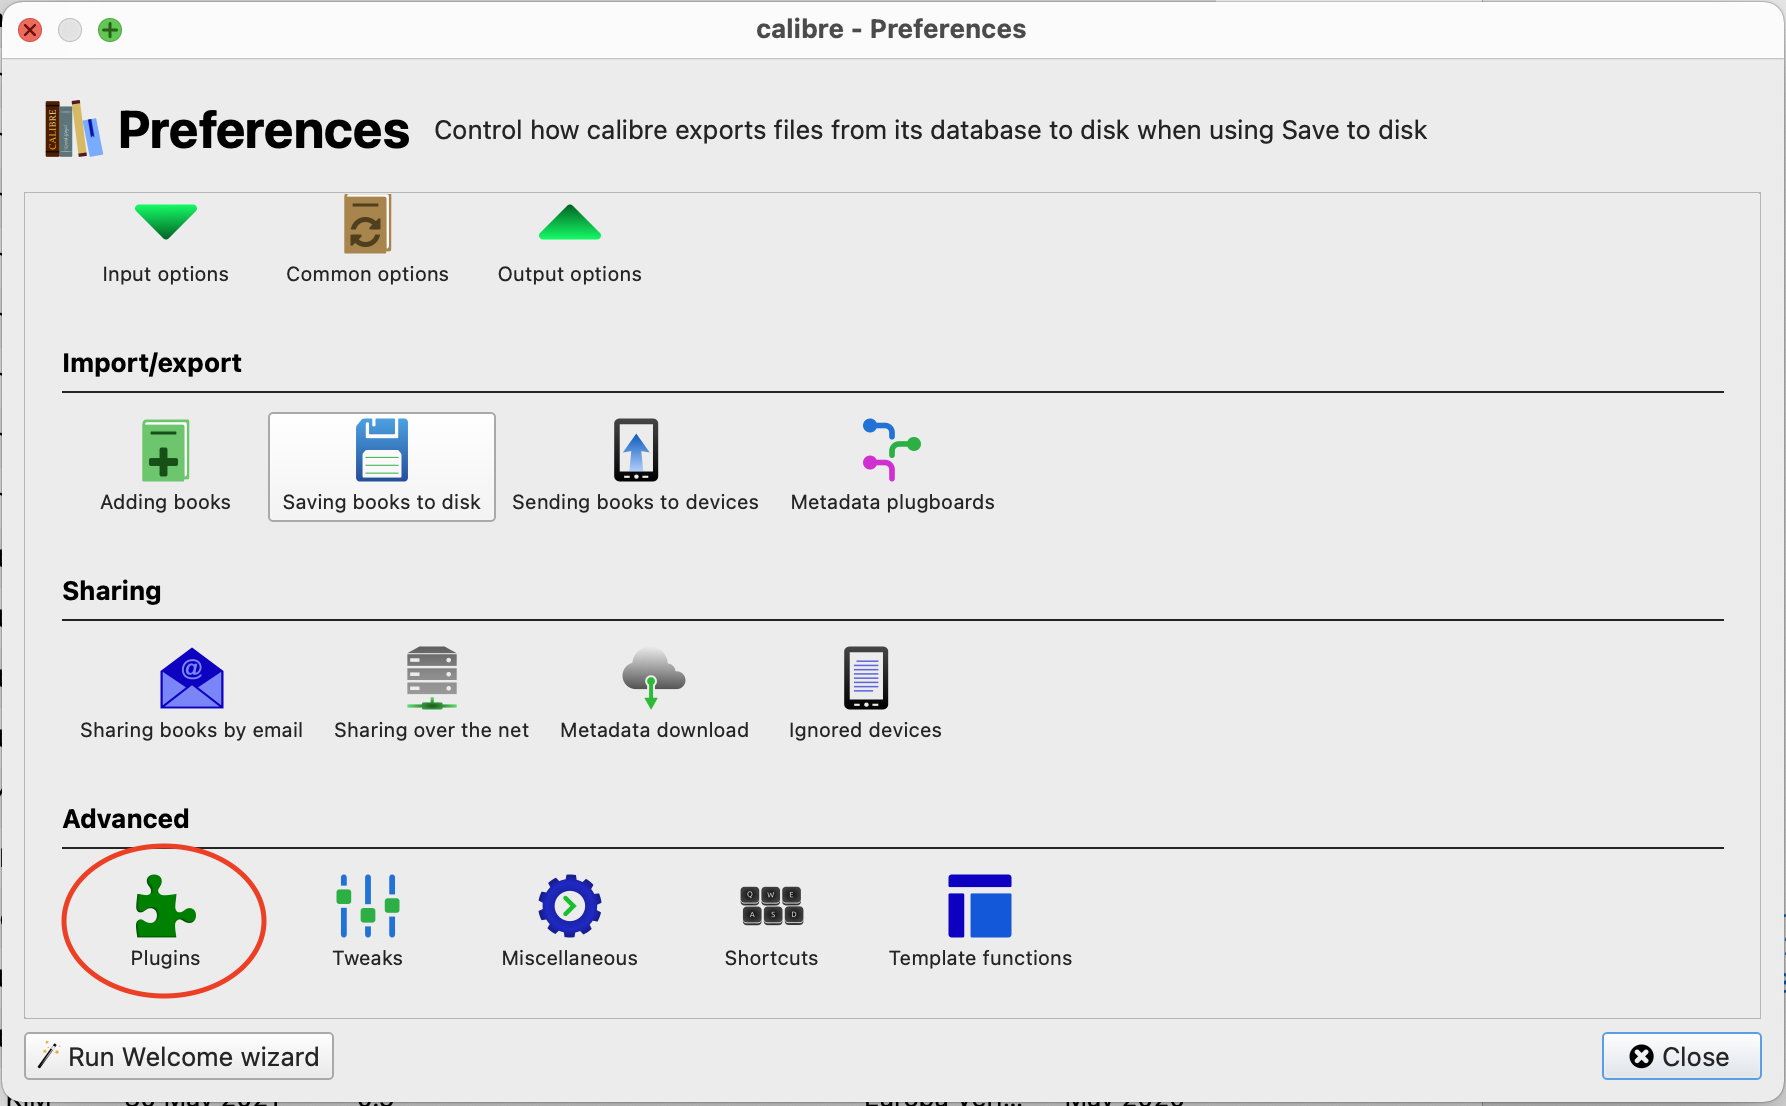 calibre - Preferences
CALIBRE
Preferences Control how calibre exports files from its database to disk when using Save to disk
Input options Common options Output options
Import/export
Adding books Saving books to disk Sending books to devices Metadata plugboards
Sharing
@
Sharing books by email Sharing over the net Metadata download Ignored devices
Advanced
Q W E
A S D
Plugins Tweaks Miscellaneous Shortcuts Template functions
Run Welcome wizard Close